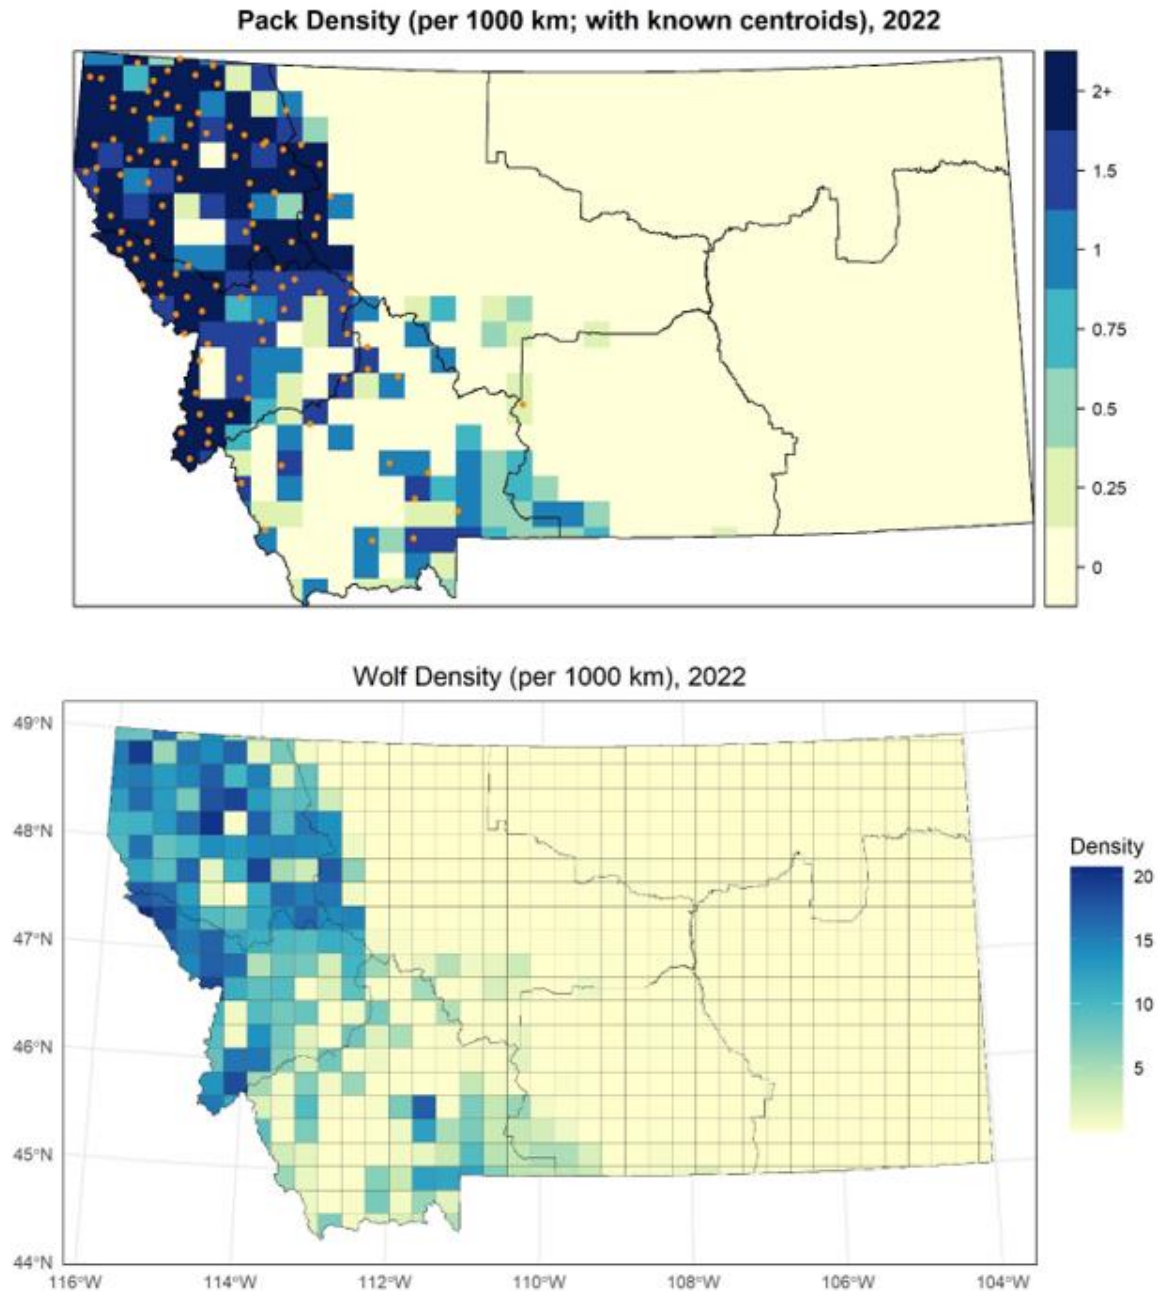 Pack Density (per 1000 km; with known centroids), 2022
2+
1.5
1
0.75
0.5
0.25
0
Wolf Density (per 1000 km), 2022
49°N
48°N
47°N
46°N
45°N
44°N
116°W
114°W
112°W
110°W
108°W
106°W
104°W
Density
20
15
10
5